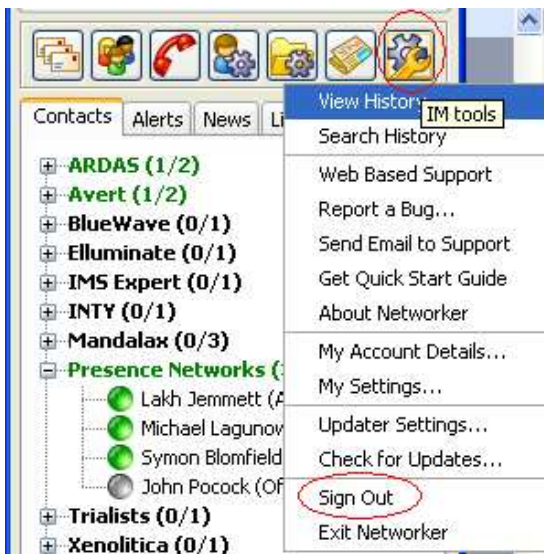 Contacts Alerts News Li
ARDAS (1/2)
Avert (1/2)
BlueWave (0/1)
Elluminate (0/1)
IMS Expert (0/1)
INTY (0/1)
Mandalax (0/3)
Presence Networks (
Lakh Jemmett (A
Michael Lagunov
Symon Blomfield
John Pocock (Of
Trialists (0/1)
Xenolitica (0/1)
View History
IM tools
Search History
Web Based Support
Report a Bug...
Send Email to Support
Get Quick Start Guide
About Networker
My Account Details...
My Settings...
Updater Settings...
Check for Updates...
Sign Out
Exit Networker